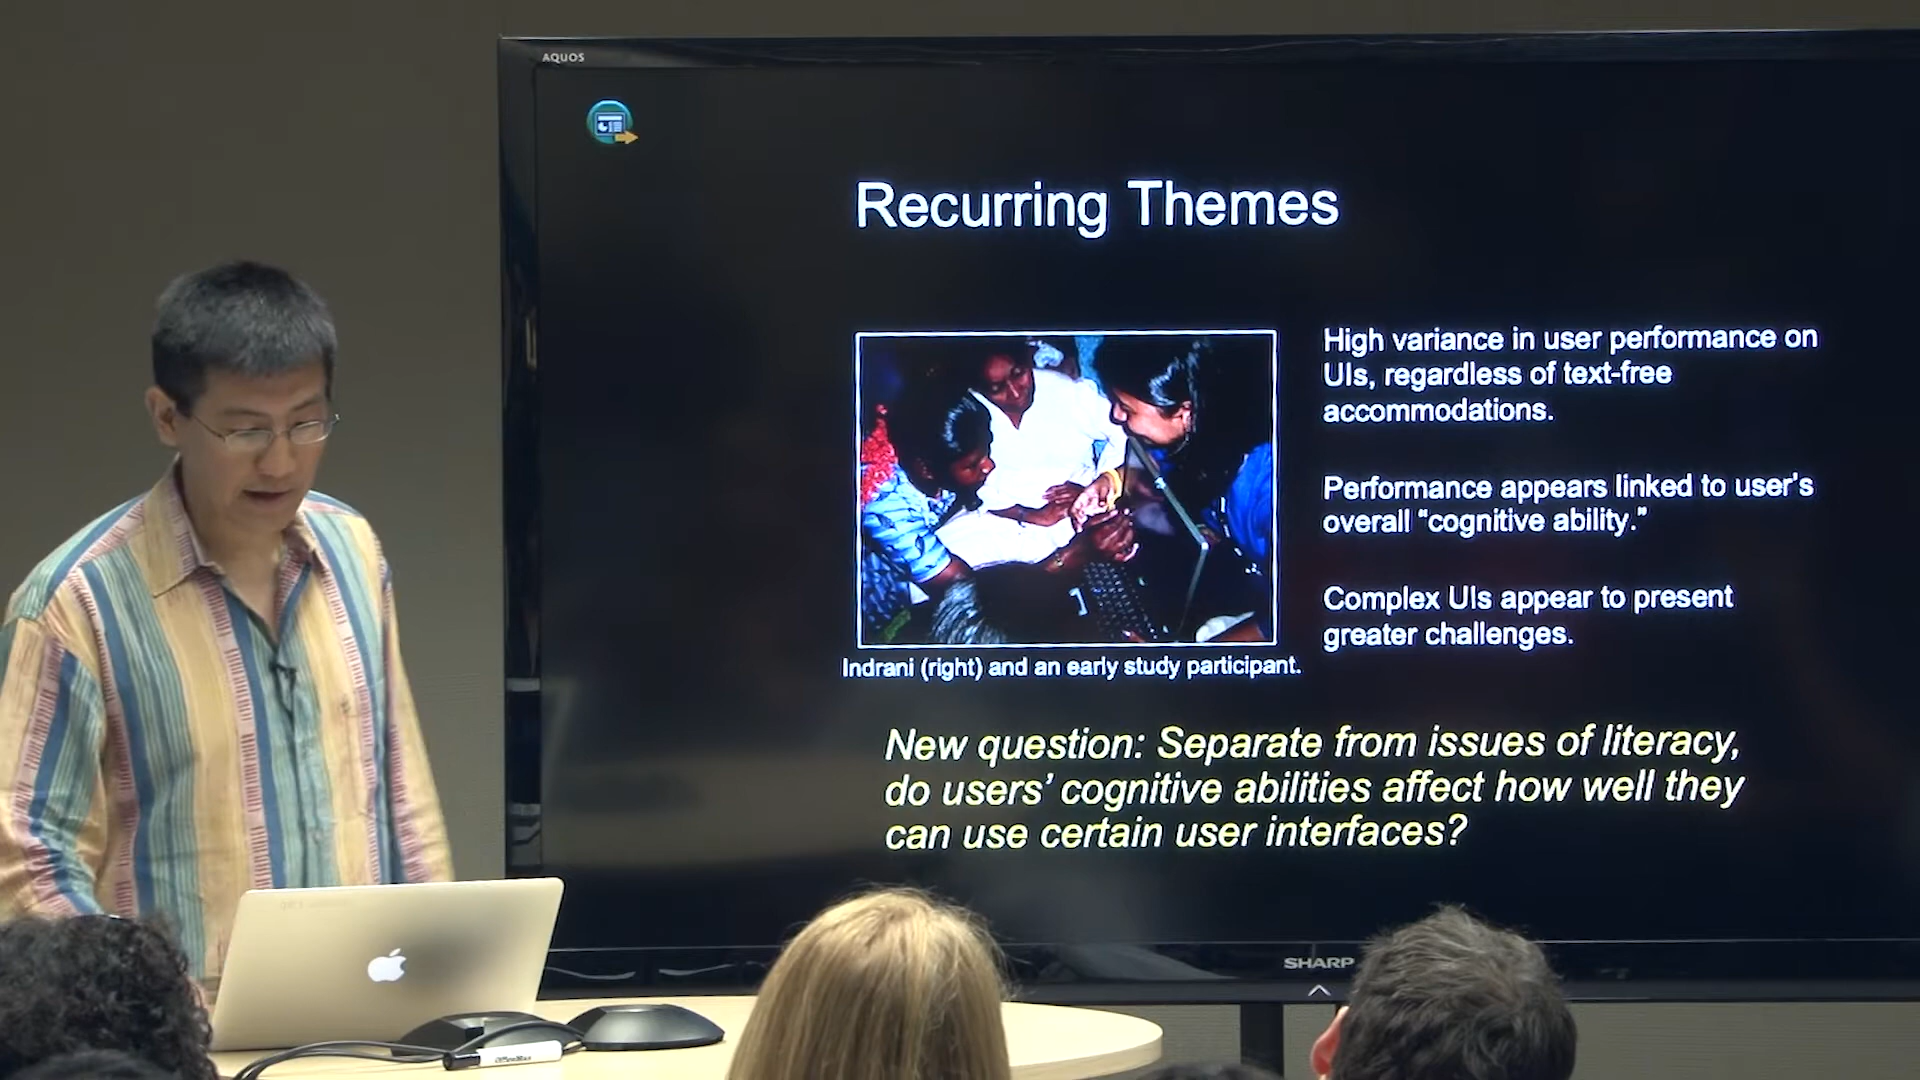 AQUOS
Recurring Themes
High variance in user performance on
UIs, regardless of text-free
accommodations.
Performance appears linked to user's
overall “cognitive ability.”
Complex UIs appear to present
greater challenges.
Indrani (right) and an early study participant.
New question: Separate from issues of literacy,
do users’ cognitive abilities affect how well they
can use certain user interfaces?
SHARP